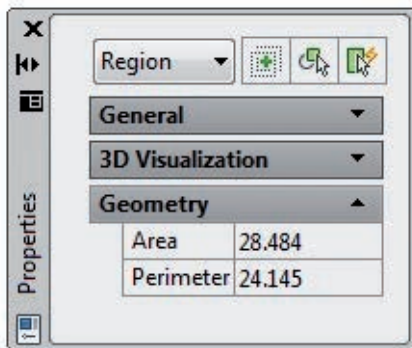 Region
General
3D Visualization
Geometry
Area 28.484
Perimeter 24.145
Properties